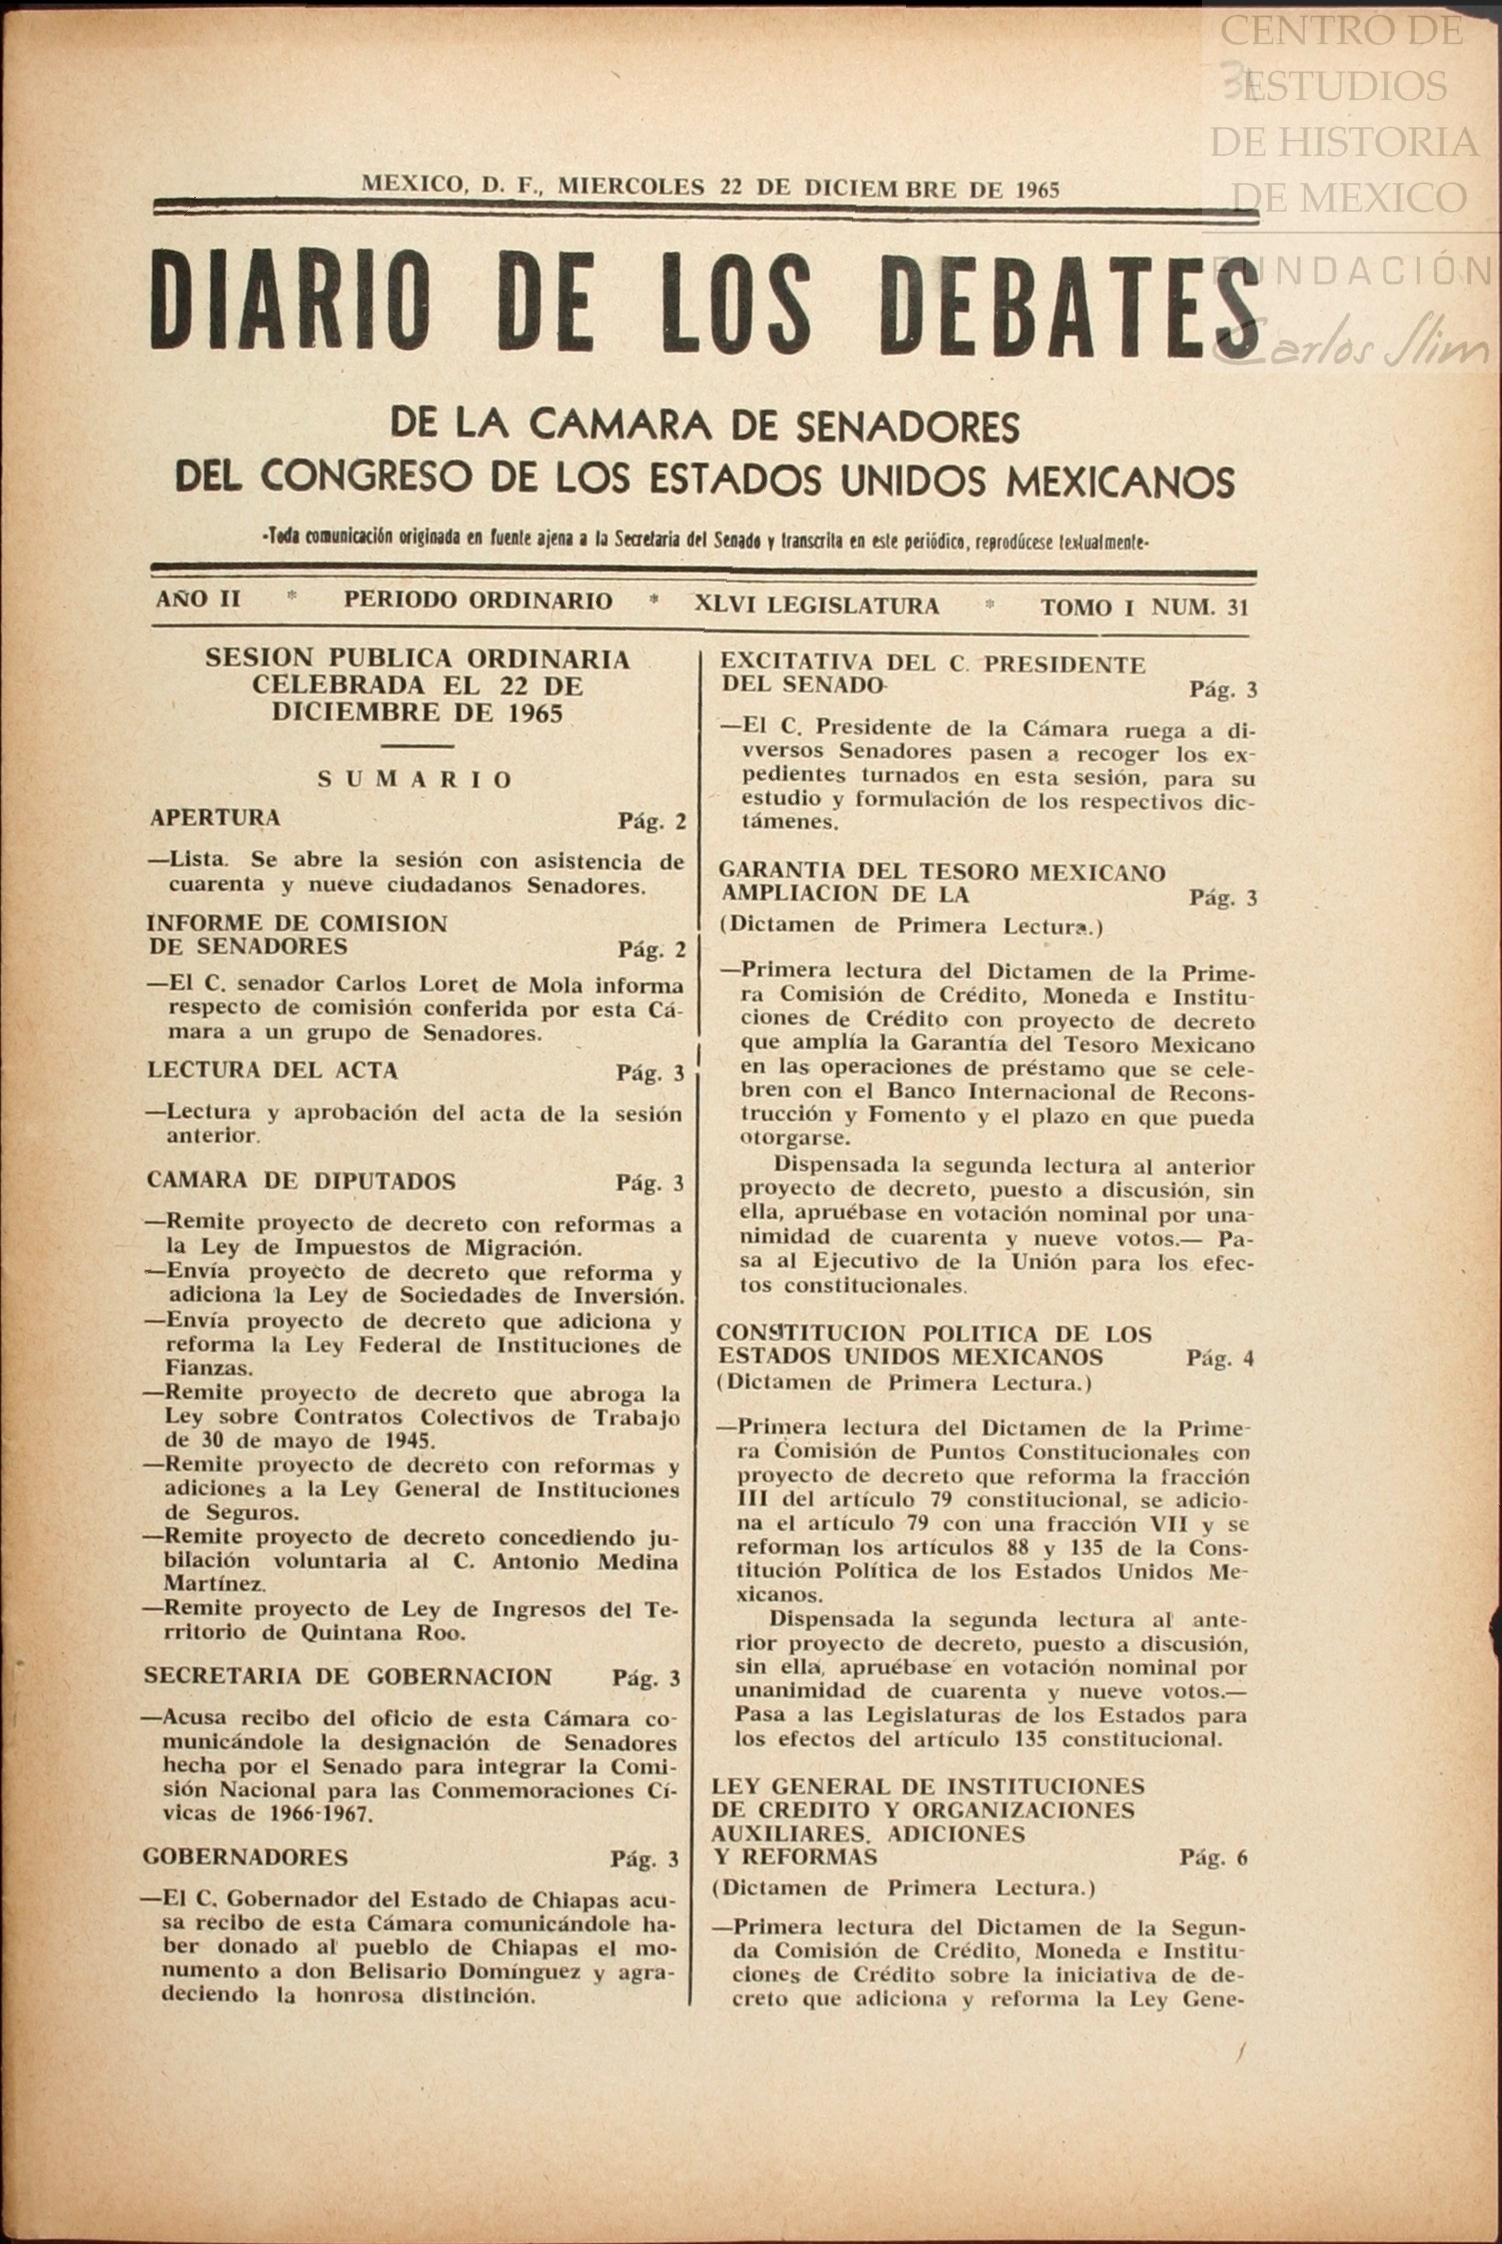 CENTRO DE
ESTUDIOS
DE HISTORIA
DE MEXICO
FUNDACIÓN
Carlos Slim
31
MEXICO, D. F., MIERCOLES 22 DE DICIEMBRE DE 1965
DIARIO DE LOS DEBATES
DE LA CAMARA DE SENADORES
DEL CONGRESO DE LOS ESTADOS UNIDOS MEXICANOS
-Toda comunicación originada en fuente ajena a la Secretaria del Senado y transcrita en este periódico, reprodúcese textualmente-
AÑO II * PERIODO ORDINARIO * XLVI LEGISLATURA * TOMO I NUM. 31
SESION PUBLICA ORDINARIA
CELEBRADA EL 22 DE
DICIEMBRE DE 1965
SUMARIO
APERTURA Pág. 2
—Lista. Se abre la sesión con asistencia de
cuarenta y nueve ciudadanos Senadores.
INFORME DE COMISION
DE SENADORES Pág. 2
—El C. senador Carlos Loret de Mola informa
respecto de comisión conferida por esta Cá-
mara a un grupo de Senadores.
LECTURA DEL ACTA Pág. 3
—Lectura y aprobación del acta de la sesión
anterior.
CAMARA DE DIPUTADOS Pág. 3
—Remite proyecto de decreto con reformas a
la Ley de Impuestos de Migración.
—Envía proyecto de decreto que reforma y
adiciona la Ley de Sociedades de Inversión.
—Envía proyecto de decreto que adiciona y
reforma la Ley Federal de Instituciones de
Fianzas.
—Remite proyecto de decreto que abroga la
Ley sobre Contratos Colectivos de Trabajo
de 30 de mayo de 1945.
—Remite proyecto de decreto con reformas y
adiciones a la Ley General de Instituciones
de Seguros.
—Remite proyecto de decreto concediendo ju-
bilación voluntaria al C. Antonio Medina
Martínez.
—Remite proyecto de Ley de Ingresos del Te-
rritorio de Quintana Roo.
SECRETARIA DE GOBERNACION Pág. 3
—Acusa recibo del oficio de esta Cámara co-
municándole la designación de Senadores
hecha por el Senado para integrar la Comi-
sión Nacional para las Conmemoraciones Cí-
vicas de 1966-1967.
GOBERNADORES Pág. 3
—El C. Gobernador del Estado de Chiapas acu-
sa recibo de esta Cámara comunicándole ha-
ber donado al pueblo de Chiapas el mo-
numento a don Belisario Domínguez y agra-
deciendo la honrosa distinción.
EXCITATIVA DEL C. PRESIDENTE
DEL SENADO Pág. 3
—El C. Presidente de la Cámara ruega a di-
vversos Senadores pasen a recoger los ex-
pedientes turnados en esta sesión, para su
estudio y formulación de los respectivos dic-
támenes.
GARANTIA DEL TESORO MEXICANO
AMPLIACION DE LA Pág. 3
(Dictamen de Primera Lectura.)
—Primera lectura del Dictamen de la Prime-
ra Comisión de Crédito, Moneda e Institu-
ciones de Crédito con proyecto de decreto
que amplía la Garantía del Tesoro Mexicano
en las operaciones de préstamo que se cele-
bren con el Banco Internacional de Recons-
trucción y Fomento y el plazo en que pueda
otorgarse.
Dispensada la segunda lectura al anterior
proyecto de decreto, puesto a discusión, sin
ella, apruébase en votación nominal por una-
nimidad de cuarenta y nueve votos.— Pa-
sa al Ejecutivo de la Unión para los efec-
tos constitucionales.
CONSTITUCION POLITICA DE LOS
ESTADOS UNIDOS MEXICANOS Pág. 4
(Dictamen de Primera Lectura.)
—Primera lectura del Dictamen de la Prime-
ra Comisión de Puntos Constitucionales con
proyecto de decreto que reforma la fracción
III del artículo 79 constitucional, se adicio-
na el artículo 79 con una fracción VII y se
reforman los artículos 88 y 135 de la Cons-
titución Política de los Estados Unidos Me-
xicanos.
Dispensada la segunda lectura al ante-
rior proyecto de decreto, puesto a discusión,
sin ella, apruébase en votación nominal por
unanimidad de cuarenta y nueve votos.—
Pasa a las Legislaturas de los Estados para
los efectos del artículo 135 constitucional.
LEY GENERAL DE INSTITUCIONES
DE CREDITO Y ORGANIZACIONES
AUXILIARES. ADICIONES
Y REFORMAS Pág. 6
(Dictamen de Primera Lectura.)
—Primera lectura del Dictamen de la Segun-
da Comisión de Crédito, Moneda e Institu-
ciones de Crédito sobre la iniciativa de de-
creto que adiciona y reforma la Ley Gene-